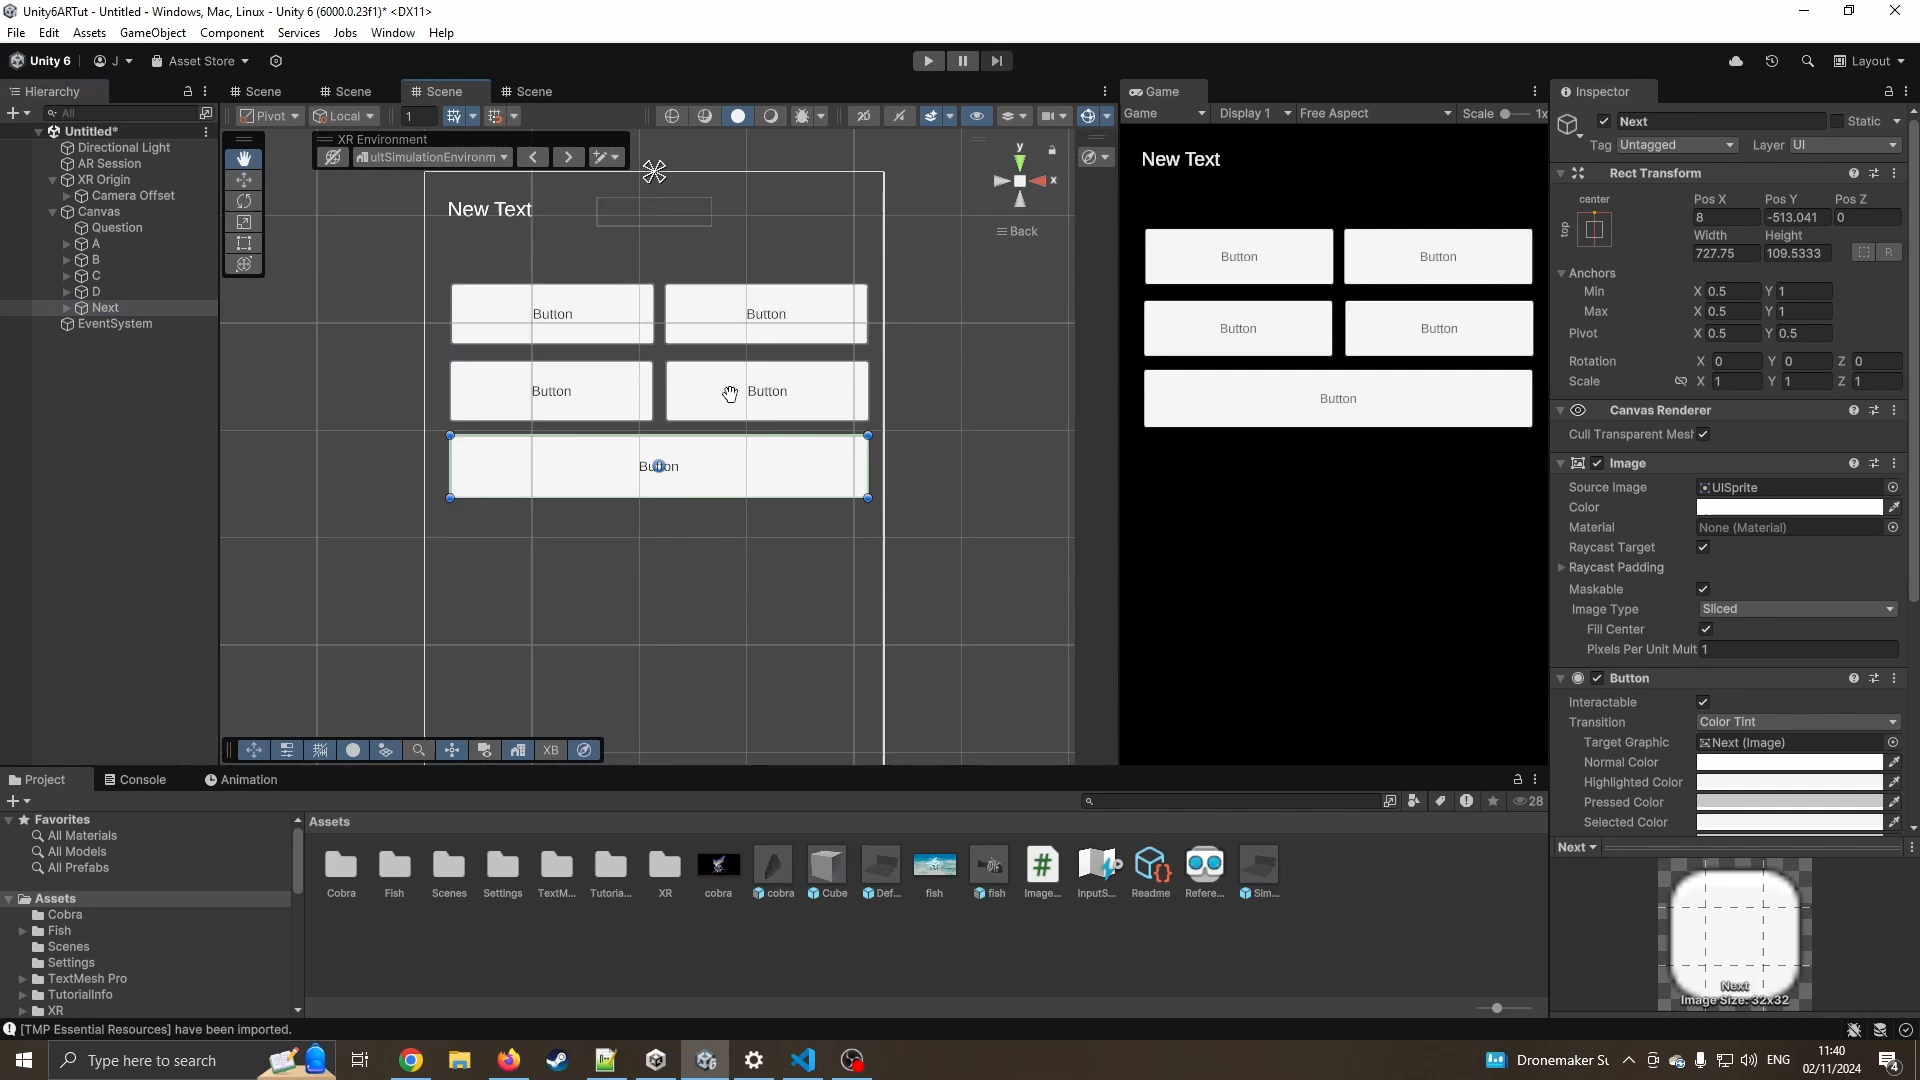 Unity6ARTut - Untitled - Windows, Mac, Linux - Unity 6 (6000.0.23f1)* <DX11>
File Edit Assets GameObject Component Services Jobs Window Help
Unity 6 J Asset Store Layout
Hierarchy Scene Scene Scene Scene Game Inspector
All Pivot Local 1 2D Game Display 1 Free Aspect Scale 1x Next Static
Untitled*
Directional Light
AR Session
XR Origin
Camera Offset
Canvas
Question
A
B
C
D
Next
EventSystem
XR Environment
ultSimulationEnvironm
New Text
Button Button
Button Button
Button
y
x
Back
XB
New Text
Button Button
Button Button
Button
Tag Untagged Layer UI
Rect Transform
center Pos X Pos Y Pos Z
top 8 -513.041 0
Width Height
727.75 109.5333 R
Anchors
Min X 0.5 Y 1
Max X 0.5 Y 1
Pivot X 0.5 Y 0.5
Rotation X 0 Y 0 Z 0
Scale X 1 Y 1 Z 1
Canvas Renderer
Cull Transparent Mesh
Image
Source Image UISprite
Color
Material None (Material)
Raycast Target
Raycast Padding
Maskable
Image Type Sliced
Fill Center
Pixels Per Unit Mult 1
Button
Interactable
Transition Color Tint
Target Graphic Next (Image)
Normal Color
Highlighted Color
Pressed Color
Selected Color
Next
Next
Image Size: 32x32
Project Console Animation
28
Favorites
All Materials
All Models
All Prefabs
Assets
Cobra
Fish
Scenes
Settings
TextMesh Pro
TutorialInfo
XR
Assets
Cobra Fish Scenes Settings TextM... Tutoria... XR cobra cobra Cube Def... fish fish Image... InputS... Readme Refere... Sim...
[TMP Essential Resources] have been imported.
Type here to search
Dronemaker Su
ENG
11:40
02/11/2024
4